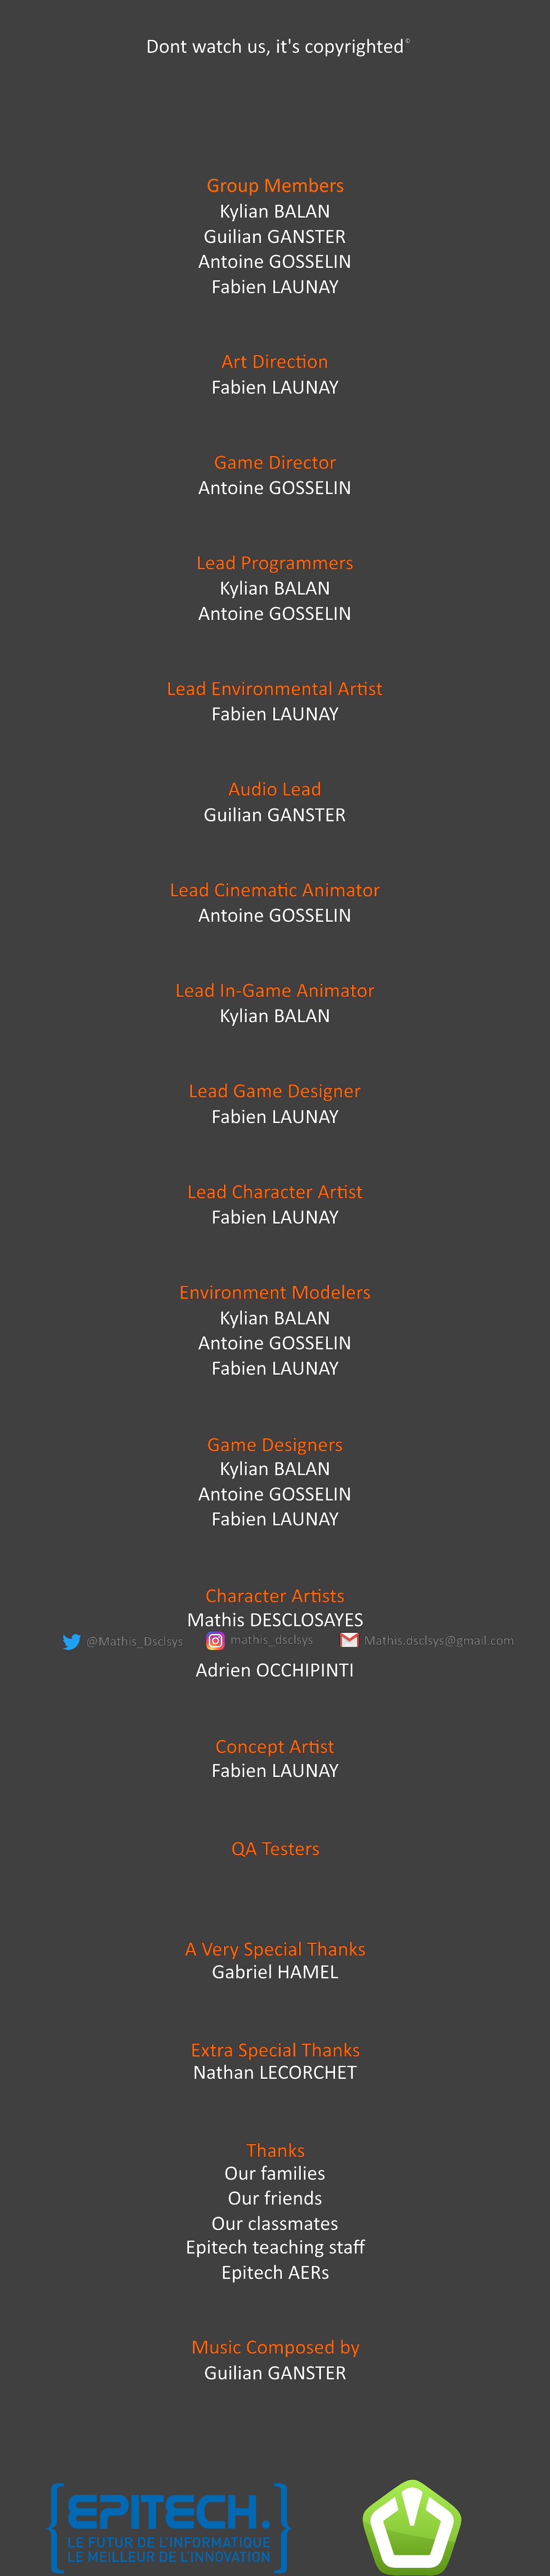 Dont watch us, it's copyrighted©
Group Members
Kylian BALAN
Guilian GANSTER
Antoine GOSSELIN
Fabien LAUNAY
Art Direction
Fabien LAUNAY
Game Director
Antoine GOSSELIN
Lead Programmers
Kylian BALAN
Antoine GOSSELIN
Lead Environmental Artist
Fabien LAUNAY
Audio Lead
Guilian GANSTER
Lead Cinematic Animator
Antoine GOSSELIN
Lead In-Game Animator
Kylian BALAN
Lead Game Designer
Fabien LAUNAY
Lead Character Artist
Fabien LAUNAY
Environment Modelers
Kylian BALAN
Antoine GOSSELIN
Fabien LAUNAY
Game Designers
Kylian BALAN
Antoine GOSSELIN
Fabien LAUNAY
Character Artists
Mathis DESCLOSAYES
@Mathis_Dsclsys mathis_dsclsys Mathis.dsclsys@gmail.com
Adrien OCCHIPINTI
Concept Artist
Fabien LAUNAY
QA Testers
A Very Special Thanks
Gabriel HAMEL
Extra Special Thanks
Nathan LECORCHET
Thanks
Our families
Our friends
Our classmates
Epitech teaching staff
Epitech AERs
Music Composed by
Guilian GANSTER
{EPITECH.}
LE FUTUR DE L'INFORMATIQUE
LE MEILLEUR DE L'INNOVATION